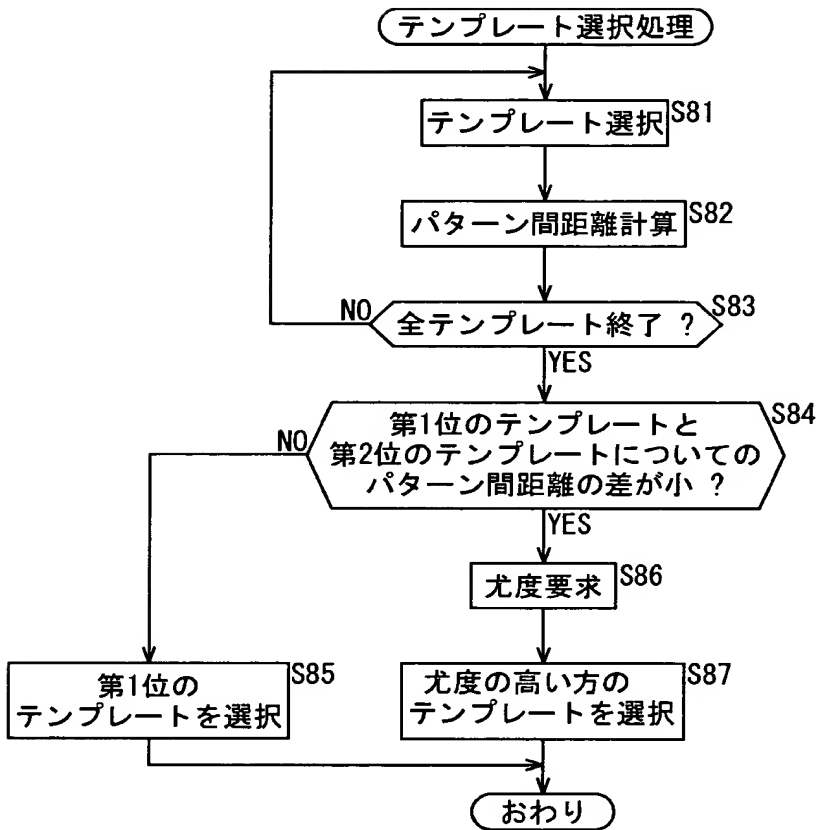 テンプレート選択処理
テンプレート選択
S81
パターン間距離計算
S82
全テンプレート終了 ?
S83
NO
YES
第1位のテンプレートと
第2位のテンプレートについての
パターン間距離の差が小 ?
S84
NO
YES
尤度要求
S86
第1位の
テンプレートを選択
S85
尤度の高い方の
テンプレートを選択
S87
おわり